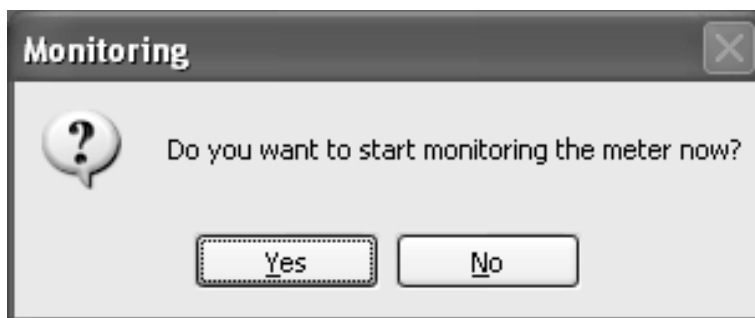 Monitoring
Do you want to start monitoring the meter now?
Yes
No